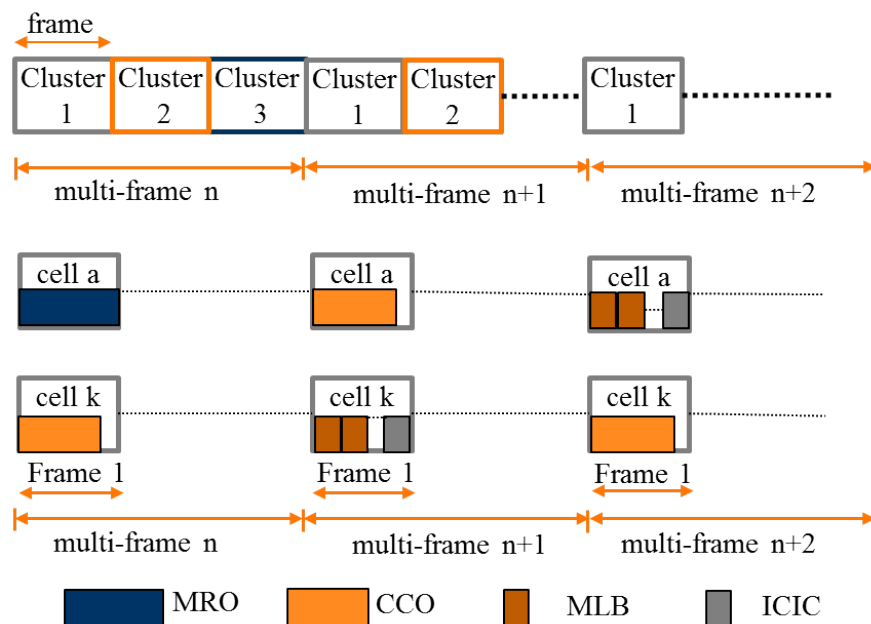 frame
Cluster 1 Cluster 2 Cluster 3 Cluster 1 Cluster 2 Cluster 1
multi-frame n multi-frame n+1 multi-frame n+2
cell a cell a cell a
cell k cell k cell k
Frame 1 Frame 1 Frame 1
multi-frame n multi-frame n+1 multi-frame n+2
MRO CCO MLB ICIC